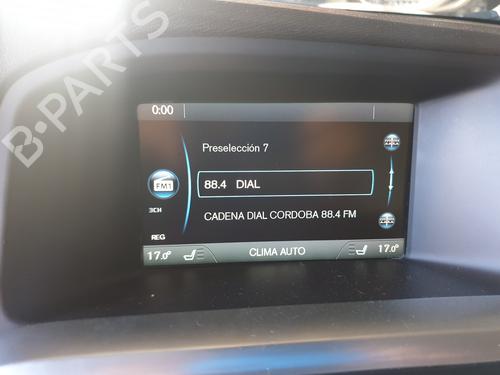 B-PARTS
0:00
Preselección 7
FM1
88.4 DIAL
3CH
CADENA DIAL CORDOBA 88.4 FM
REG
17.0° CLIMA AUTO 17.0°